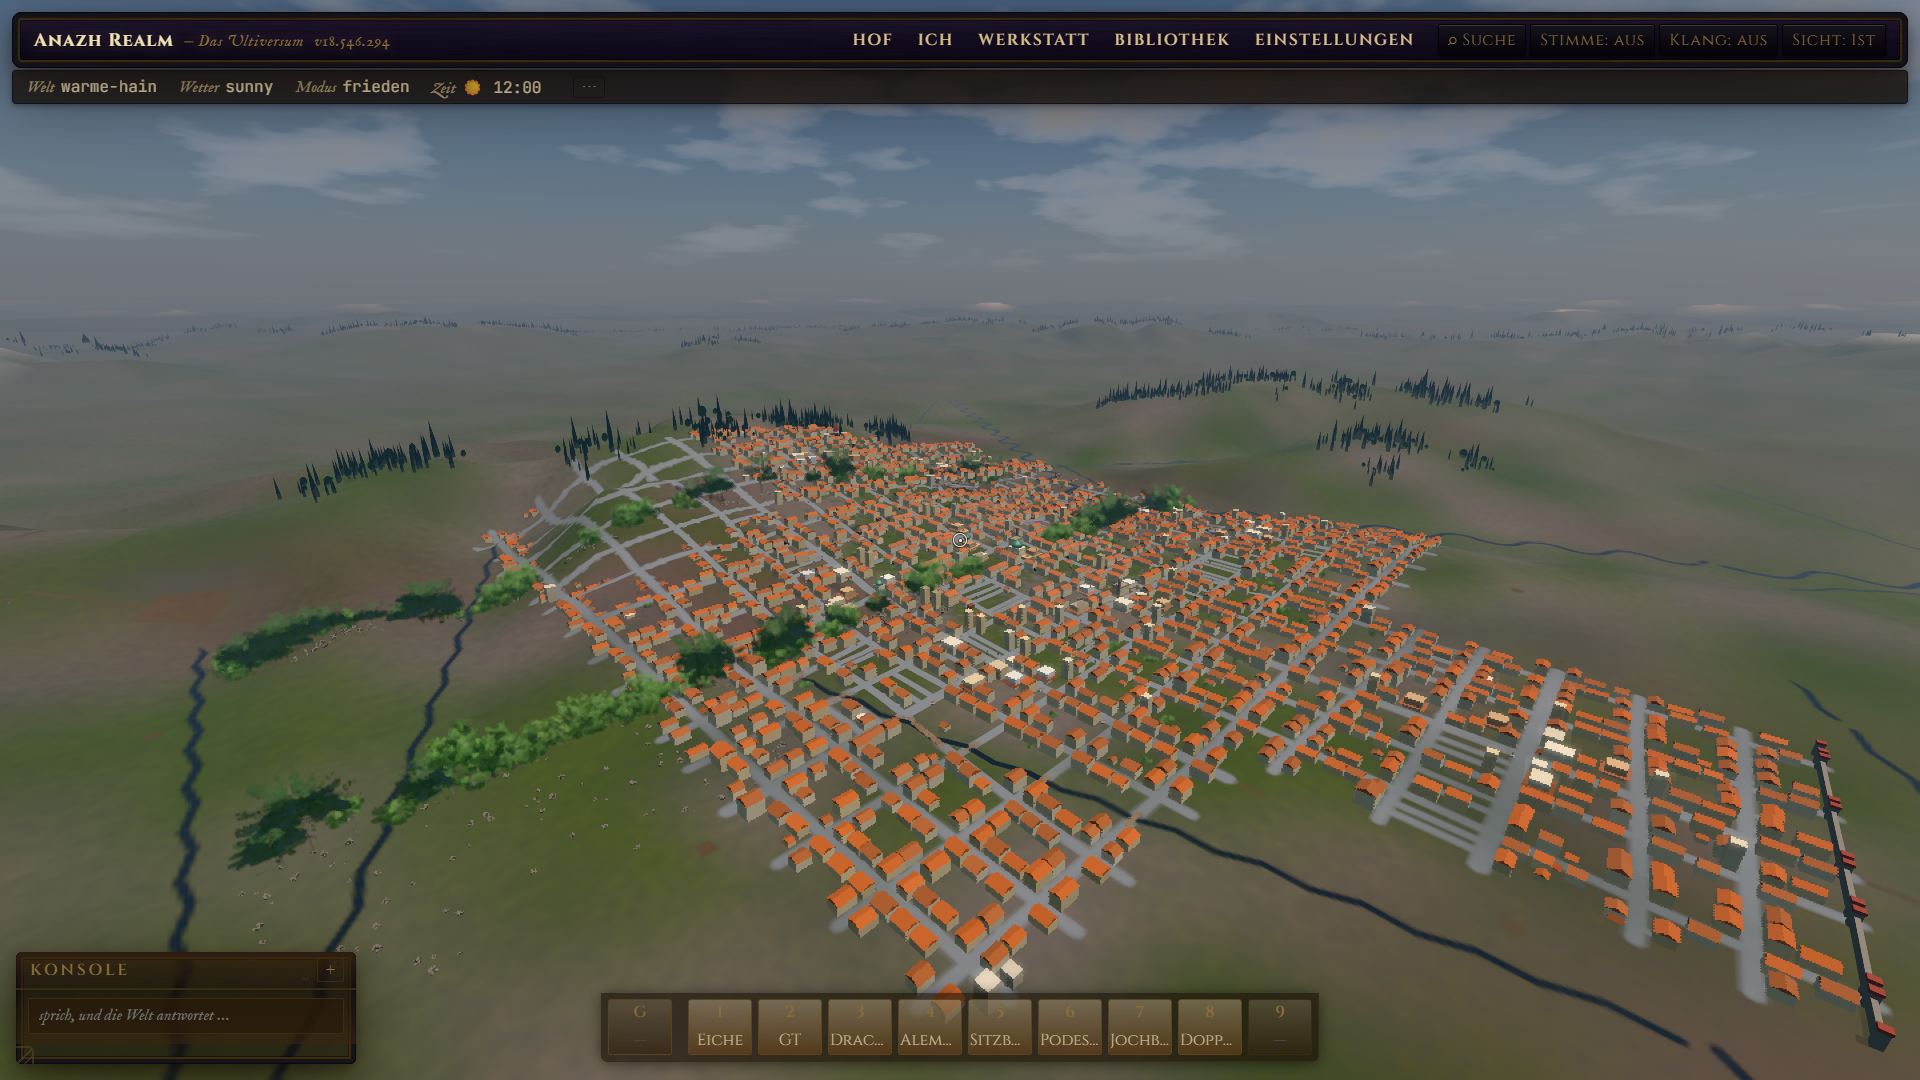 Anazh Realm – Das Ultiversum v18.546.294
HOF ICH WERKSTATT BIBLIOTHEK EINSTELLUNGEN ⌕ SUCHE STIMME: AUS KLANG: AUS SICHT: IST
Welt warme-hain Wetter sunny Modus frieden Zeit 12:00 ...
KONSOLE +
sprich, und die Welt antwortet ...
G 1 2 3 4 5 6 7 8 9
— EICHE GT DRAC... ALEM... SITZB... PODES... JOCHB... DOPP... —